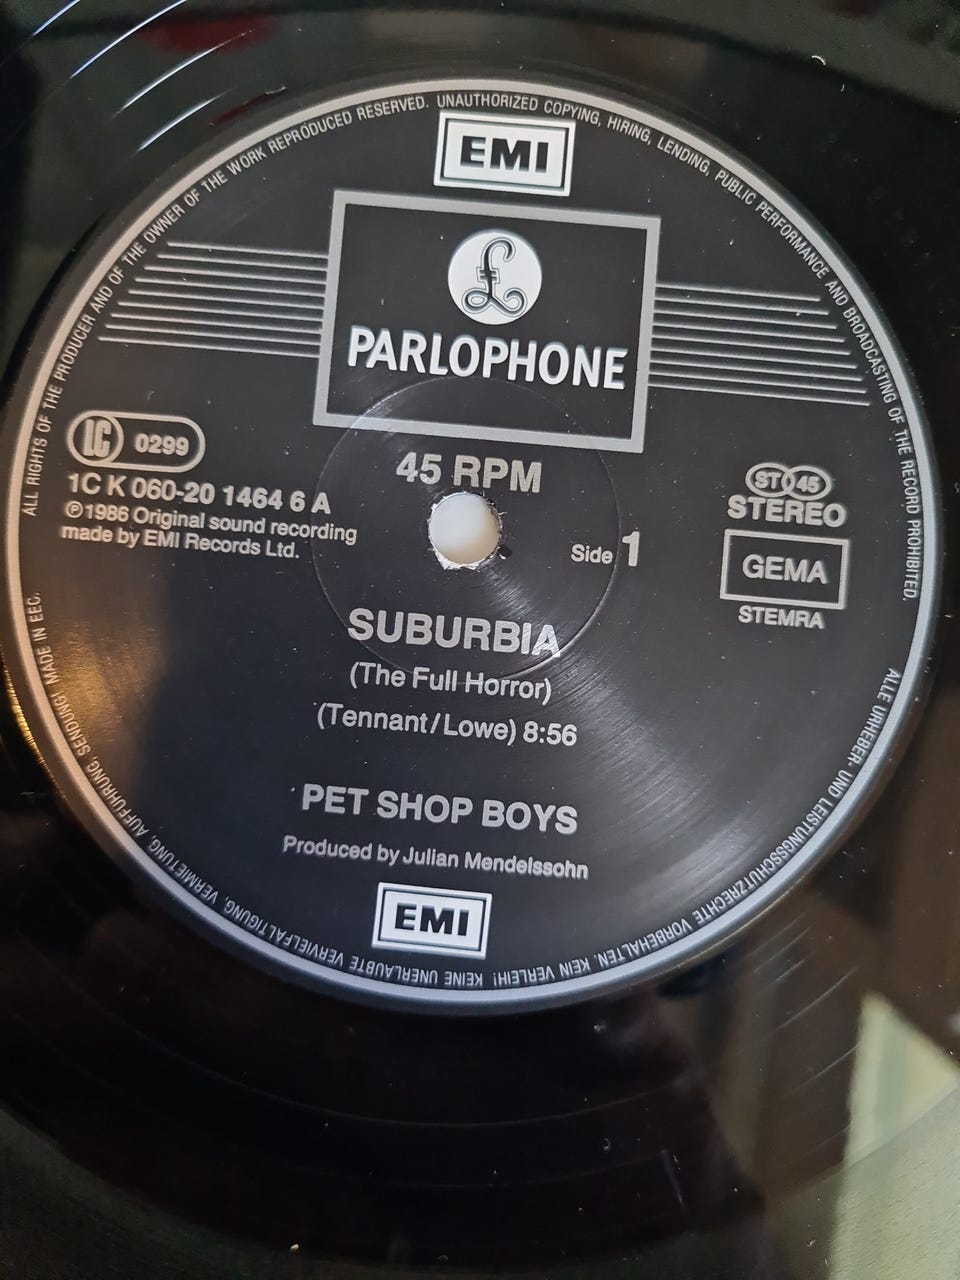 ALL RIGHTS OF THE PRODUCER AND OF THE OWNER OF THE WORK REPRODUCED RESERVED. UNAUTHORIZED COPYING, HIRING, LENDING, PUBLIC PERFORMANCE AND BROADCASTING OF THE RECORD PROHIBITED.
EMI
£
PARLOPHONE
LC 0299
45 RPM
1C K 060-20 1464 6 A
℗1986 Original sound recording
made by EMI Records Ltd.
ST 45
STEREO
Side 1
GEMA
STEMRA
SUBURBIA
(The Full Horror)
(Tennant/Lowe) 8:56
PET SHOP BOYS
Produced by Julian Mendelssohn
EMI
ALLE URHEBER- UND LEISTUNGSSCHUTZRECHTE VORBEHALTEN. KEIN VERLEIH! KEINE UNERLAUBTE VERVIELFÄLTIGUNG, VERMIETUNG, AUFFÜHRUNG, SENDUNG! MADE IN EEC.